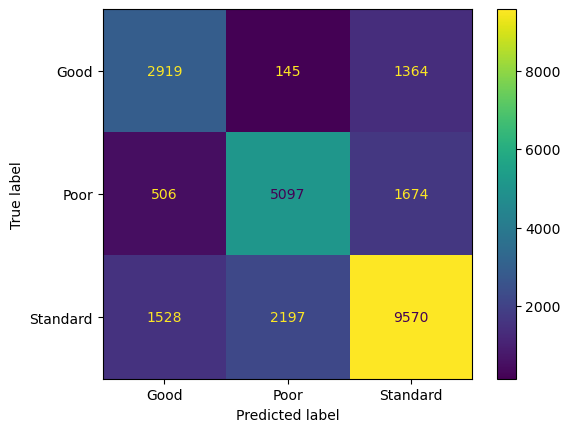 True label
Good
Poor
Standard
2919 145 1364
506 5097 1674
1528 2197 9570
Good Poor Standard
Predicted label
8000
6000
4000
2000